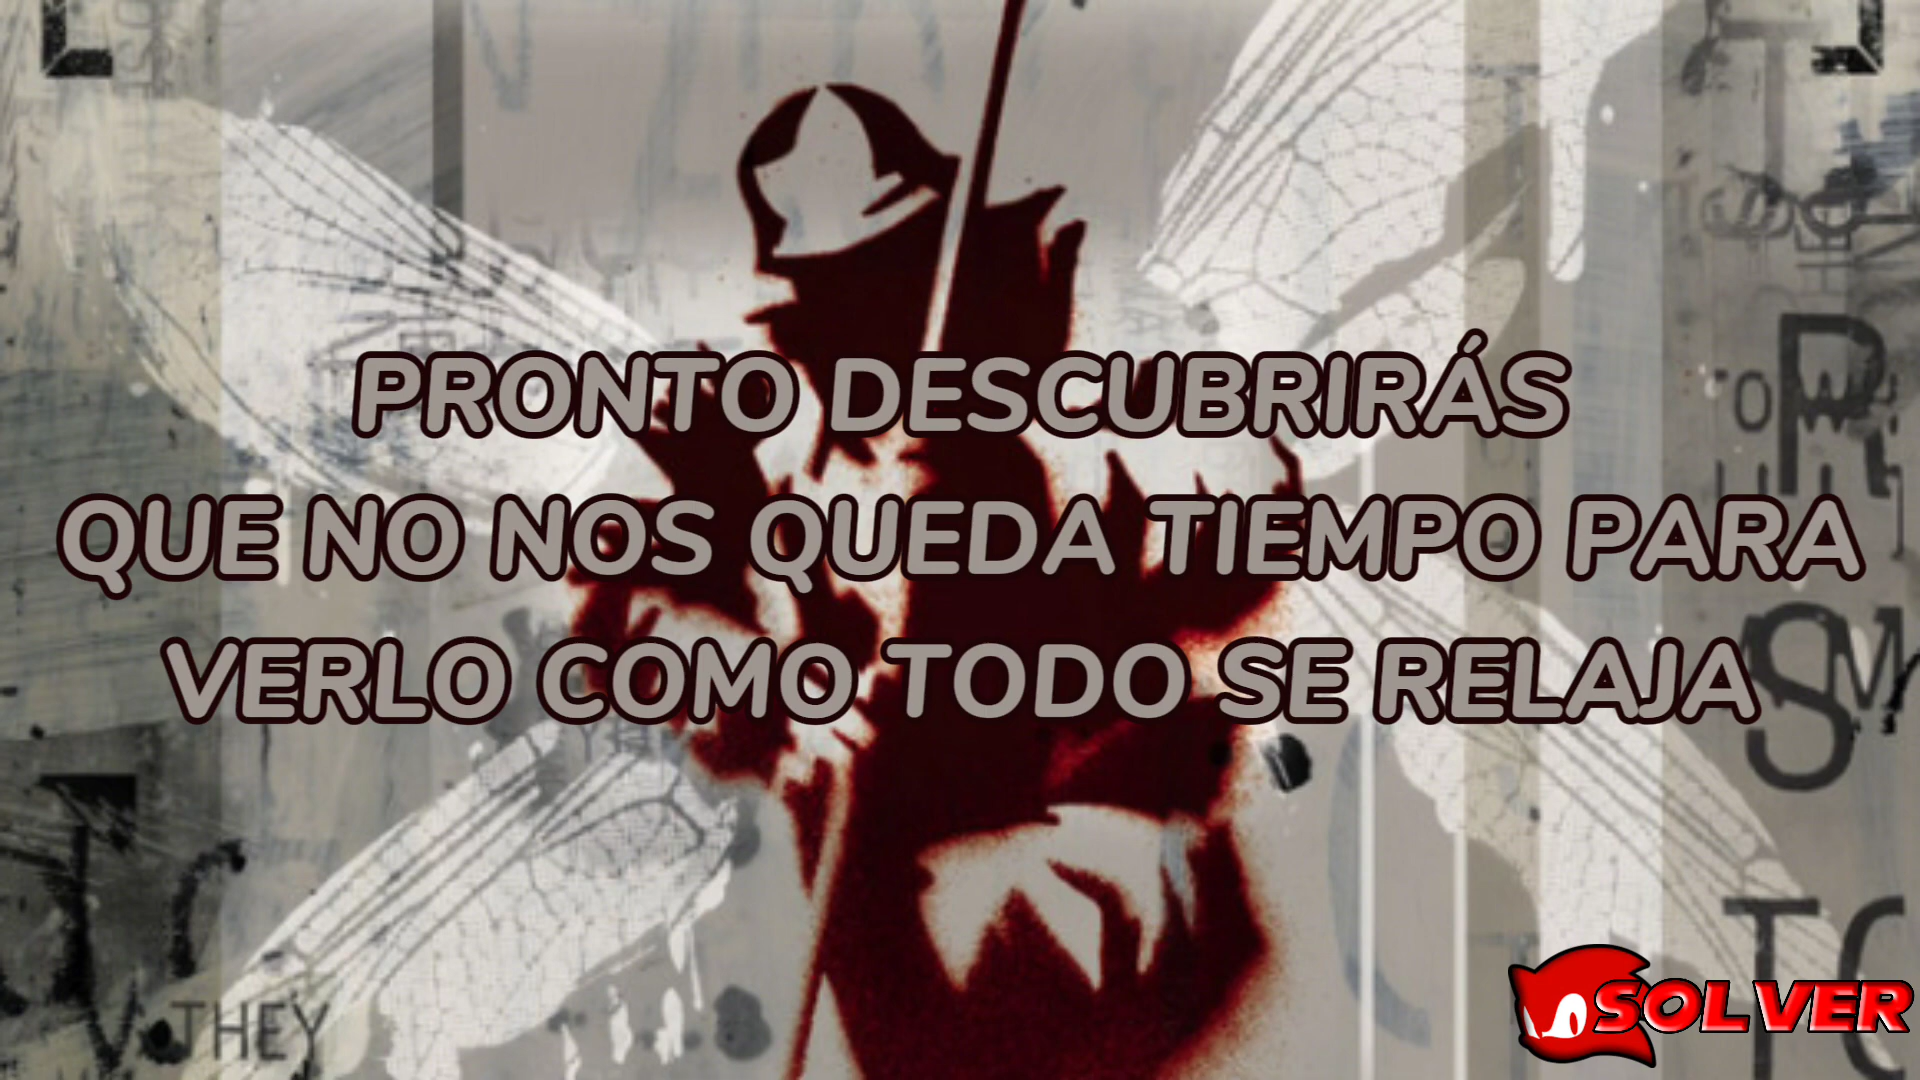 PRONTO DESCUBRIRÁS
QUE NO NOS QUEDA TIEMPO PARA
VERLO COMO TODO SE RELAJA
SOLVER
THEY